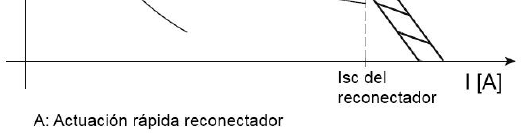 Isc del
reconectador
I [A]
A: Actuación rápida reconectador